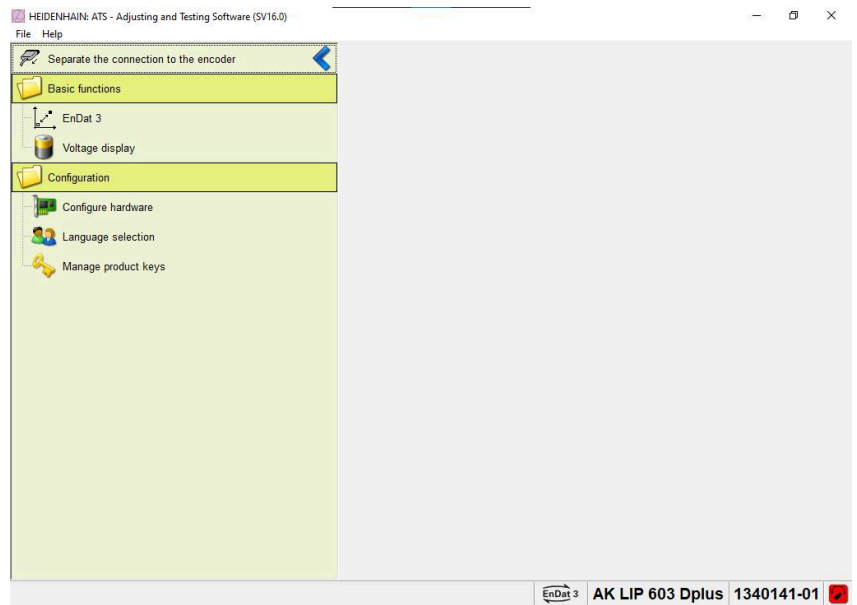 HEIDENHAIN: ATS - Adjusting and Testing Software (SV16.0)
File Help
Separate the connection to the encoder
Basic functions
EnDat 3
Voltage display
Configuration
Configure hardware
Language selection
Manage product keys
EnDat 3 AK LIP 603 Dplus 1340141-01